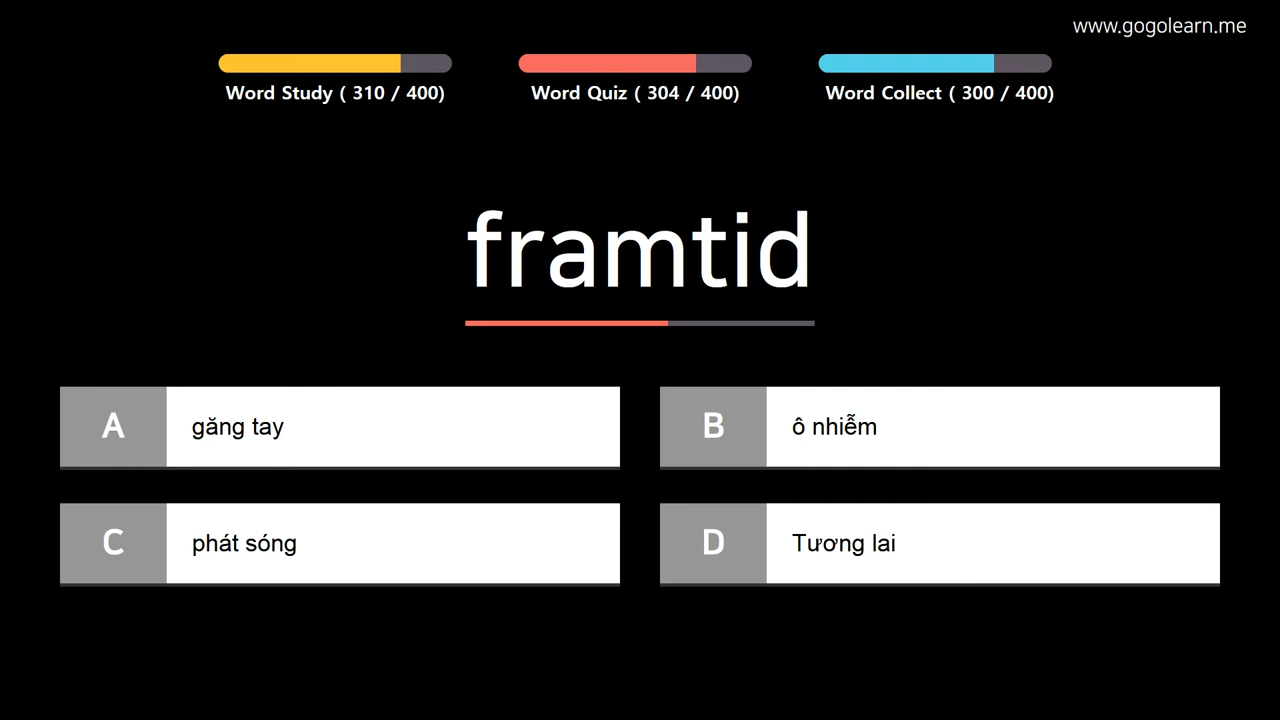 www.gogolearn.me
Word Study ( 310 / 400)
Word Quiz ( 304 / 400)
Word Collect ( 300 / 400)
framtid
A găng tay
B ô nhiễm
C phát sóng
D Tương lai